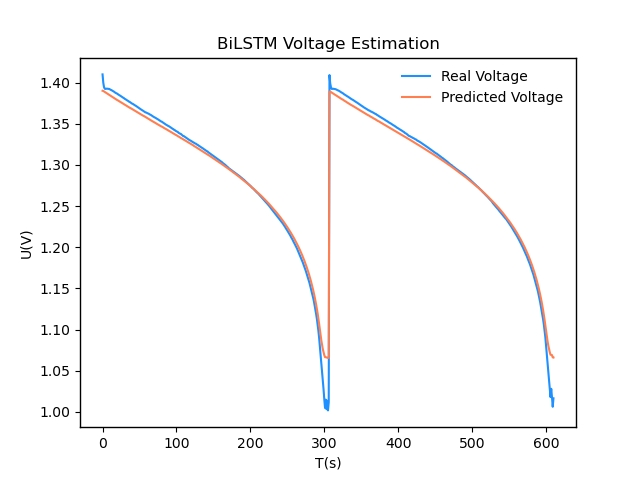 BiLSTM Voltage Estimation
Real Voltage
Predicted Voltage
U(V)
1.40
1.35
1.30
1.25
1.20
1.15
1.10
1.05
1.00
0 100 200 300 400 500 600
T(s)